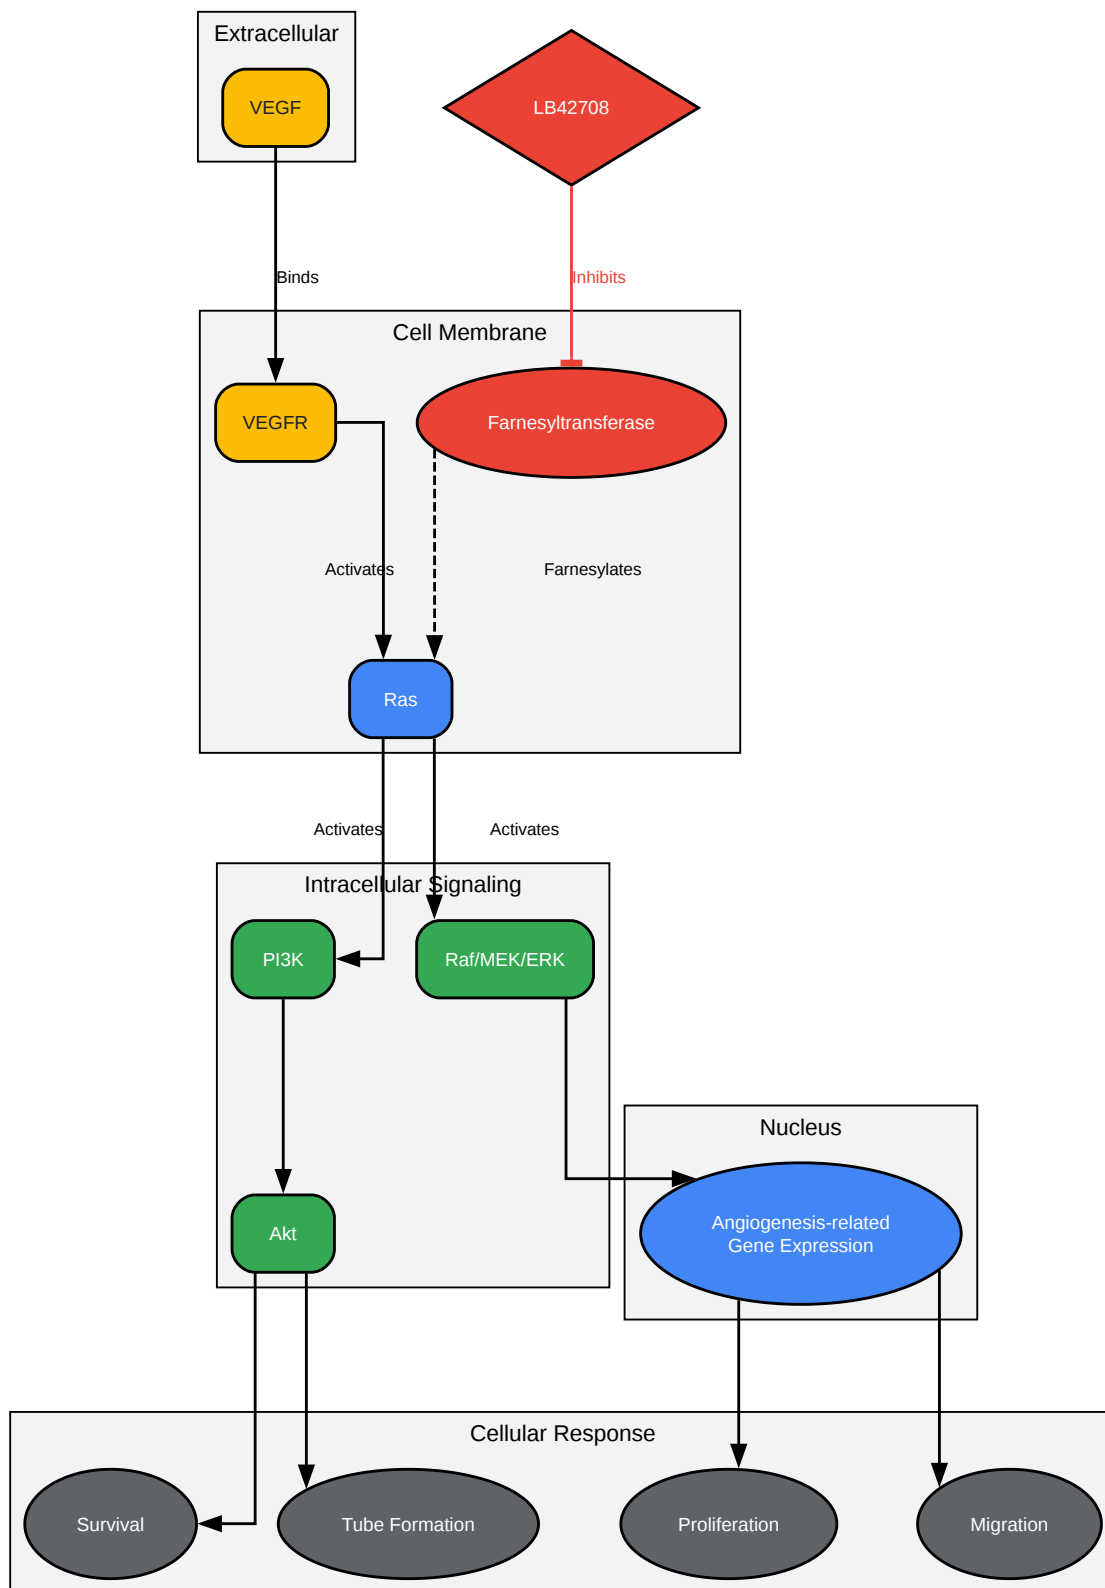 Extracellular
VEGF
LB42708
Binds
Inhibits
Cell Membrane
VEGFR
Farnesyltransferase
Activates
Farnesylates
Ras
Activates
Activates
Intracellular Signaling
PI3K
Raf/MEK/ERK
Nucleus
Angiogenesis-related
Gene Expression
Akt
Cellular Response
Survival
Tube Formation
Proliferation
Migration